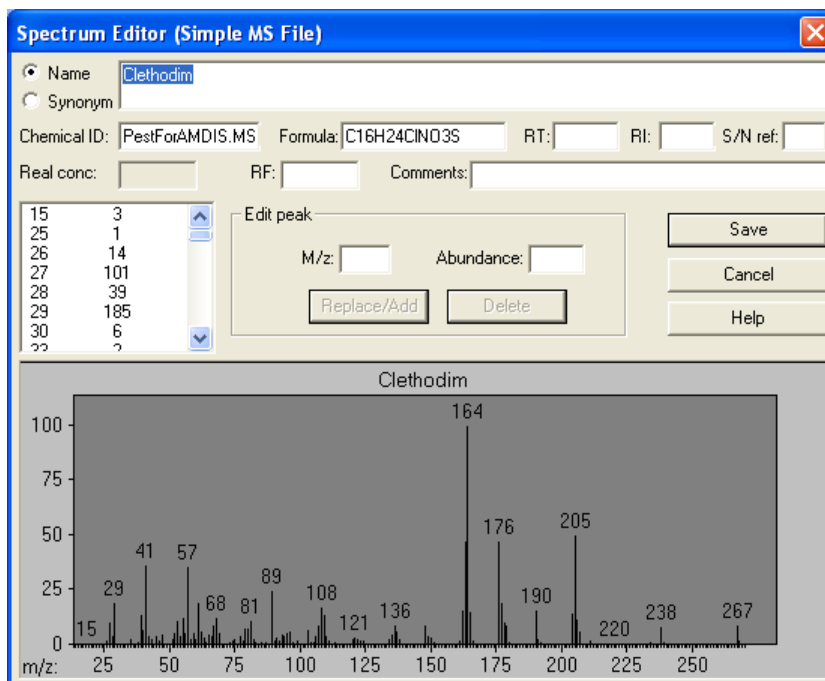 Spectrum Editor (Simple MS File)
Name Clethodim
Synonym
Chemical ID: PestForAMDIS.MS Formula: C16H24ClNO3S RT: RI: S/N ref:
Real conc: RF: Comments:
Edit peak
15 3
25 1
26 14
27 101
28 39
29 185
30 6
M/z: Abundance:
Replace/Add Delete
Save
Cancel
Help
Clethodim
100
75
50
25
0
164
205
176
41
57
29
89
108
68
81
136
121
190
238
267
220
15
m/z: 25 50 75 100 125 150 175 200 225 250